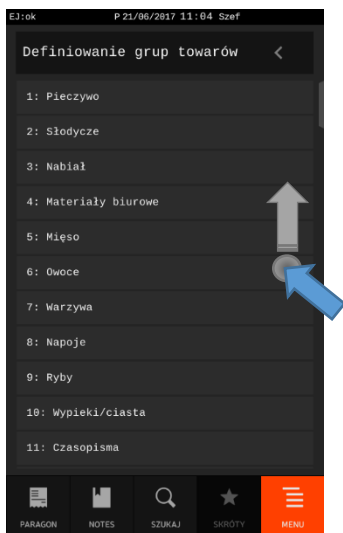 EJ:ok P 21/06/2017 11:04 Szef
Definiowanie grup towarów
1: Pieczywo
2: Słodycze
3: Nabiał
4: Materiały biurowe
5: Mięso
6: Owoce
7: Warzywa
8: Napoje
9: Ryby
10: Wypieki/ciasta
11: Czasopisma
PARAGON NOTES SZUKAJ SKRÓTY MENU